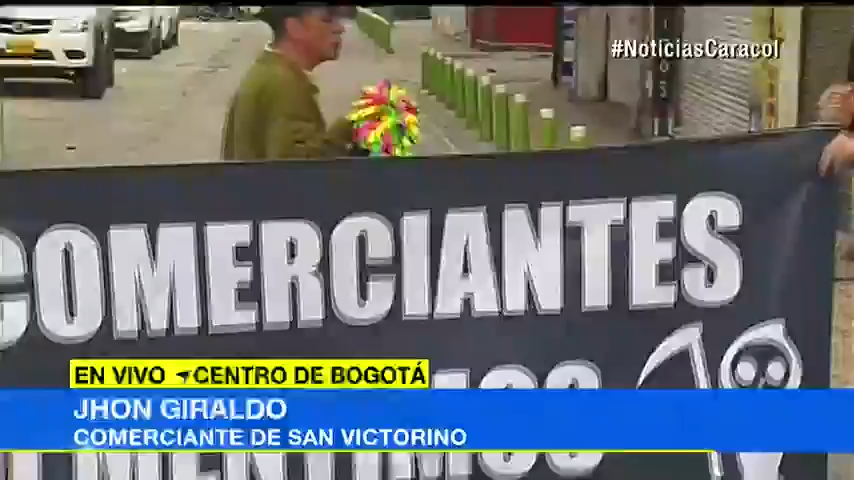 #NoticiasCaracol
COMERCIANTES
EN VIVO CENTRO DE BOGOTÁ
JHON GIRALDO
COMERCIANTE DE SAN VICTORINO